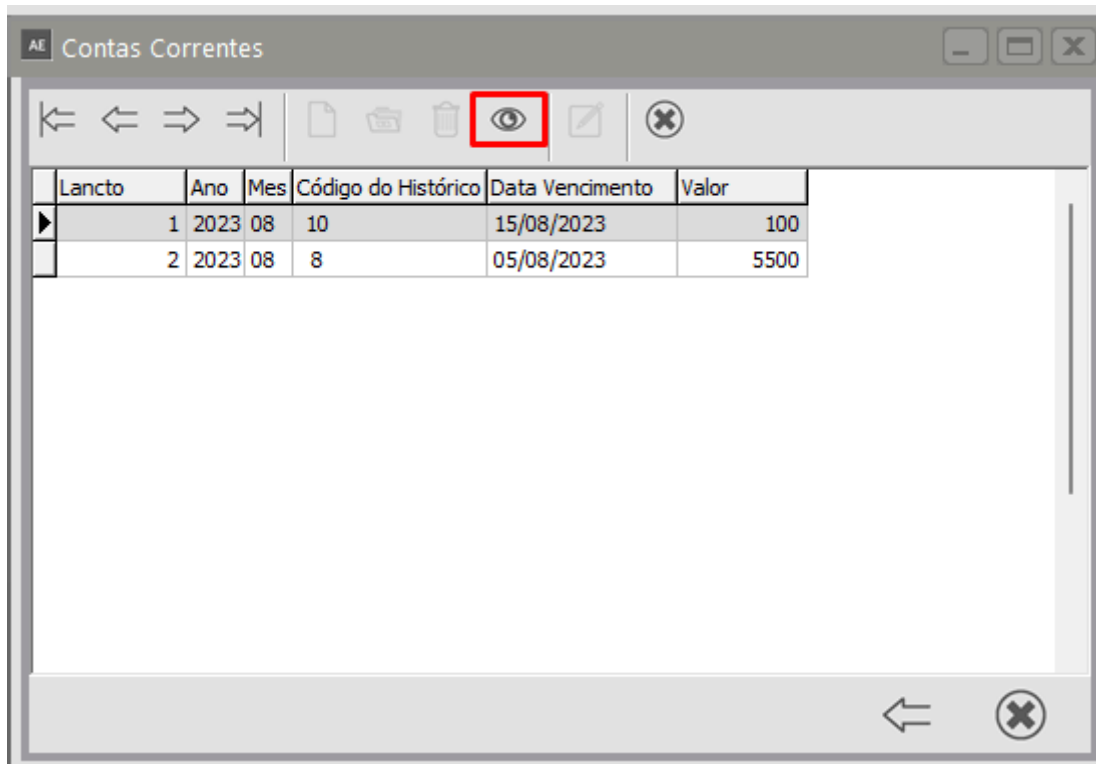 AE Contas Correntes
Lancto Ano Mes Código do Histórico Data Vencimento Valor
1 2023 08 10 15/08/2023 100
2 2023 08 8 05/08/2023 5500